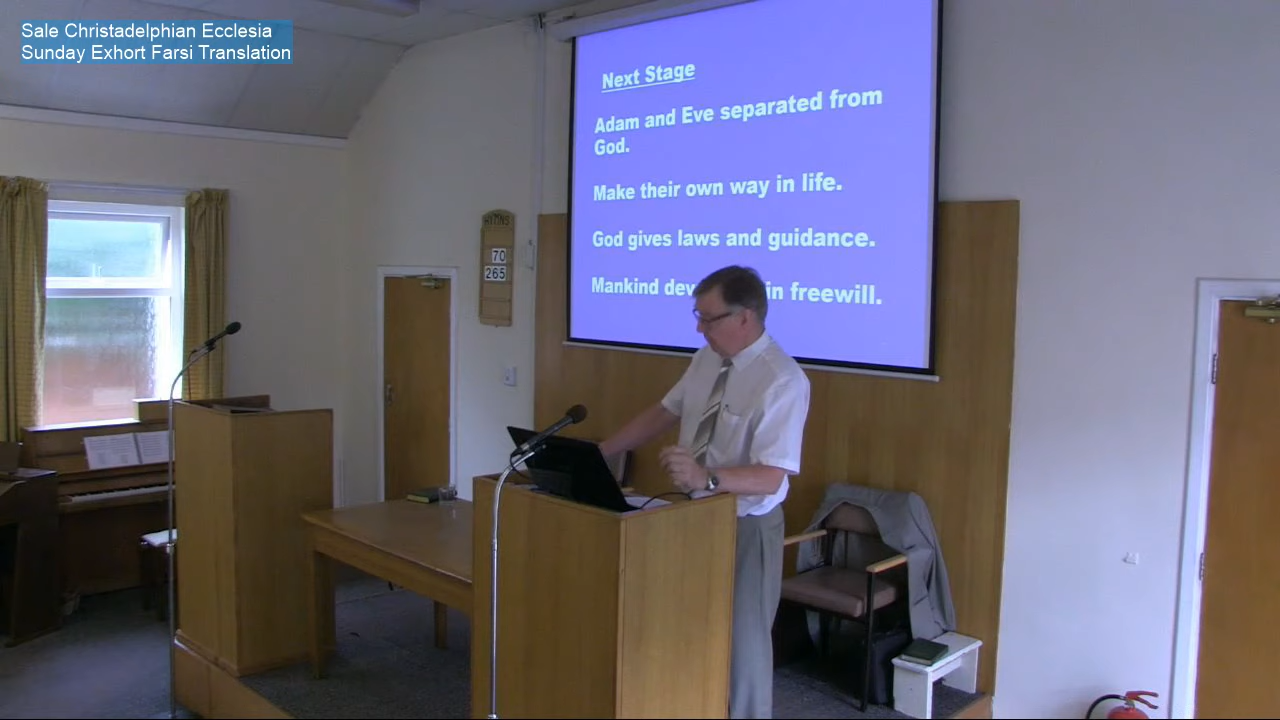 Sale Christadelphian Ecclesia
Sunday Exhort Farsi Translation
Next Stage
Adam and Eve separated from
God.
Make their own way in life.
God gives laws and guidance.
Mankind in freewill.
HYMNS
70
265